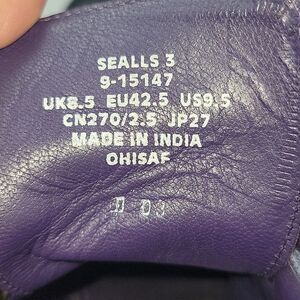 SEALLS 3
9-15147
UK8.5 EU42.5 US9.5
CN270/2.5 JP27
MADE IN INDIA
OHISAF